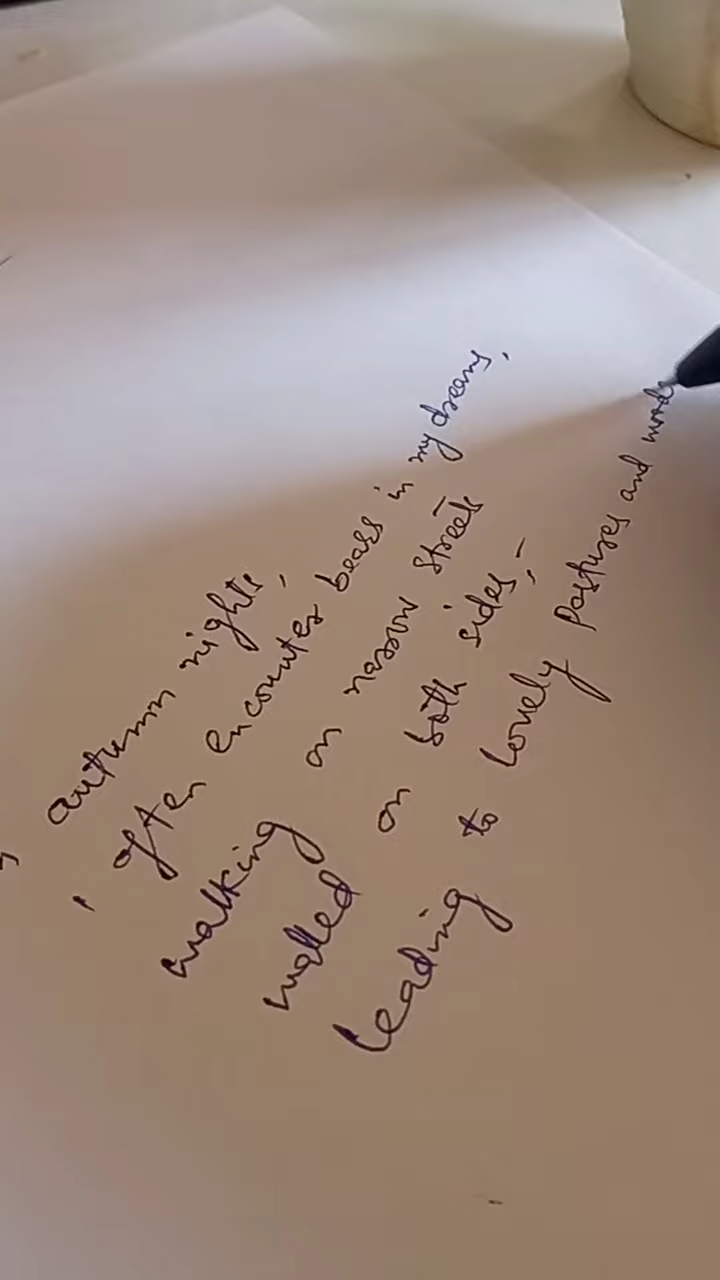 autumn nights,
I often encounter bears in my dreams,
walking on narrow streets
walled on both sides,-
leading to lovely pastures and